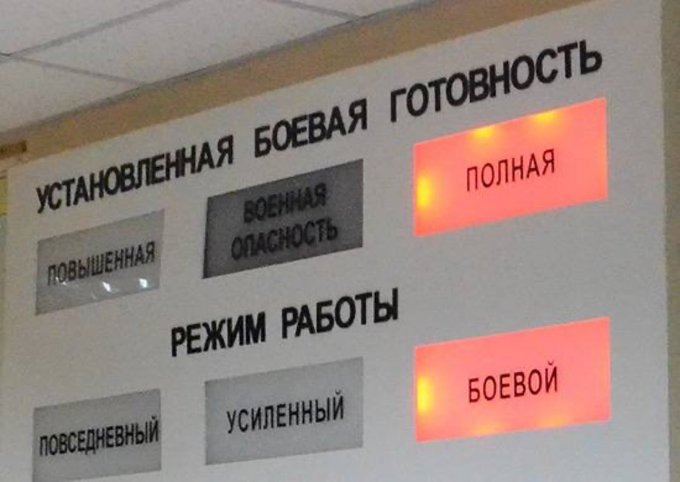 УСТАНОВЛЕННАЯ БОЕВАЯ ГОТОВНОСТЬ
ПОВЫШЕННАЯ
ВОЕННАЯ
ОПАСНОСТЬ
ПОЛНАЯ
РЕЖИМ РАБОТЫ
ПОВСЕДНЕВНЫЙ
УСИЛЕННЫЙ
БОЕВОЙ